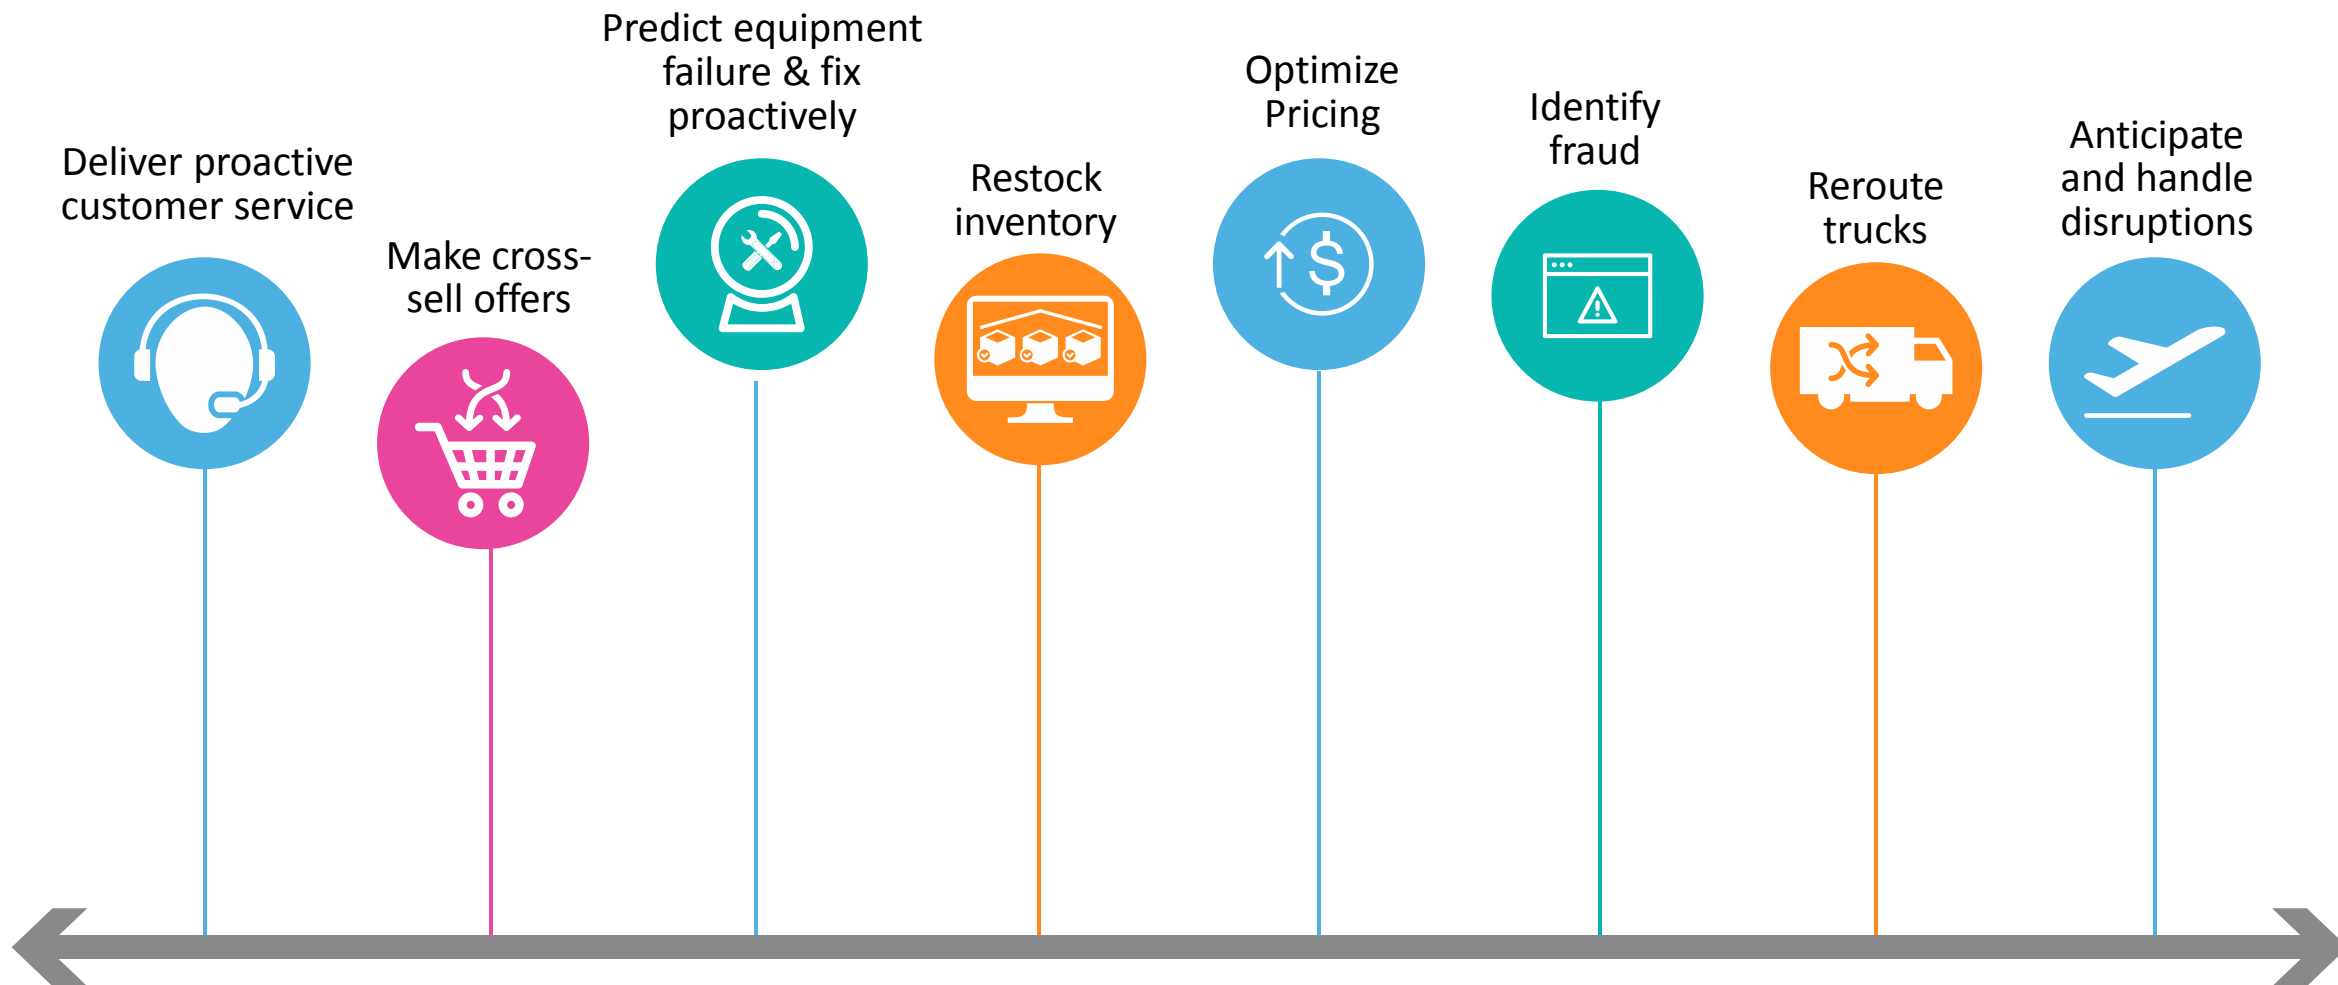 Deliver proactive
customer service
Make cross-
sell offers
Predict equipment
failure & fix
proactively
Restock
inventory
Optimize
Pricing
$
Identify
fraud
Reroute
trucks
Anticipate
and handle
disruptions